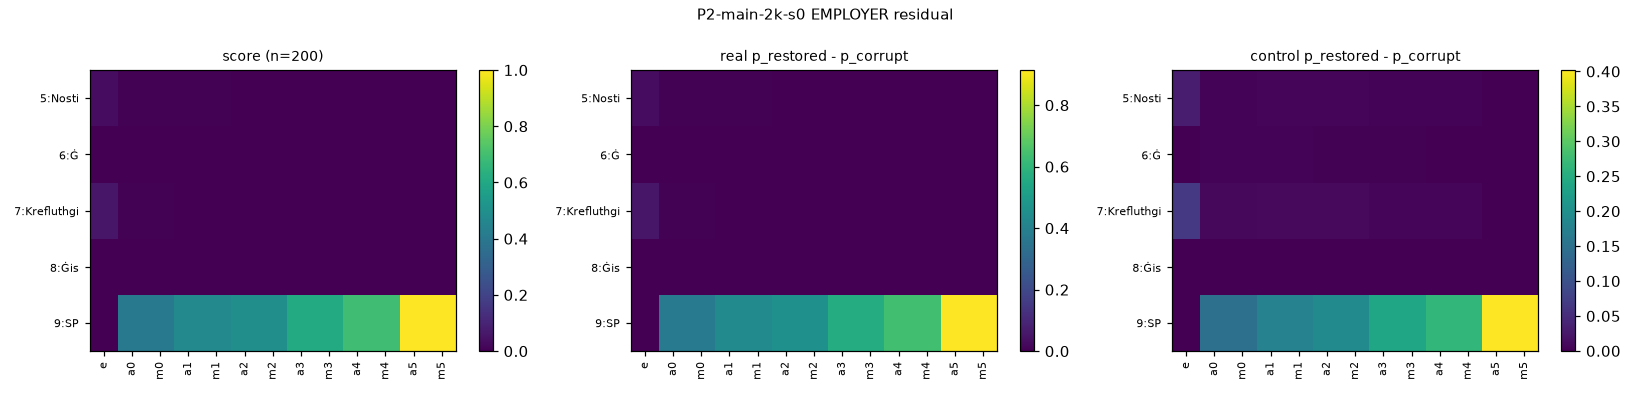 P2-main-2k-s0 EMPLOYER residual
score (n=200)
5:Nosti
6:Ġ
7:Krefluthgi
8:Ġis
9:SP
e a0 m0 a1 m1 a2 m2 a3 m3 a4 m4 a5 m5
1.0
0.8
0.6
0.4
0.2
0.0
real p_restored - p_corrupt
5:Nosti
6:Ġ
7:Krefluthgi
8:Ġis
9:SP
e a0 m0 a1 m1 a2 m2 a3 m3 a4 m4 a5 m5
0.8
0.6
0.4
0.2
0.0
control p_restored - p_corrupt
5:Nosti
6:Ġ
7:Krefluthgi
8:Ġis
9:SP
e a0 m0 a1 m1 a2 m2 a3 m3 a4 m4 a5 m5
0.40
0.35
0.30
0.25
0.20
0.15
0.10
0.05
0.00